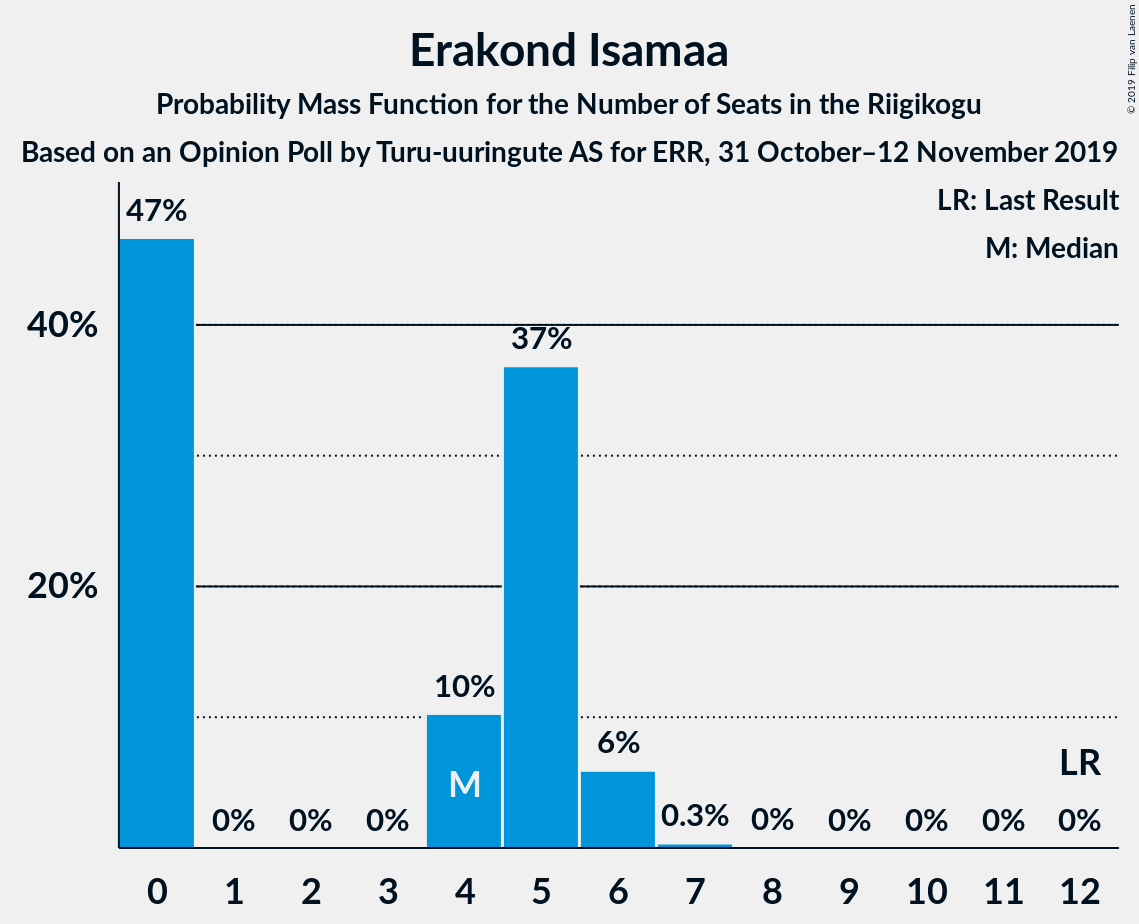 Erakond Isamaa
Probability Mass Function for the Number of Seats in the Riigikogu
Based on an Opinion Poll by Turu-uuringute AS for ERR, 31 October–12 November 2019
© 2019 Filip van Laenen
LR: Last Result
M: Median
47%
40%
37%
20%
10%
M
6%
LR
0% 0% 0% 0.3% 0% 0% 0% 0% 0%
0 1 2 3 4 5 6 7 8 9 10 11 12